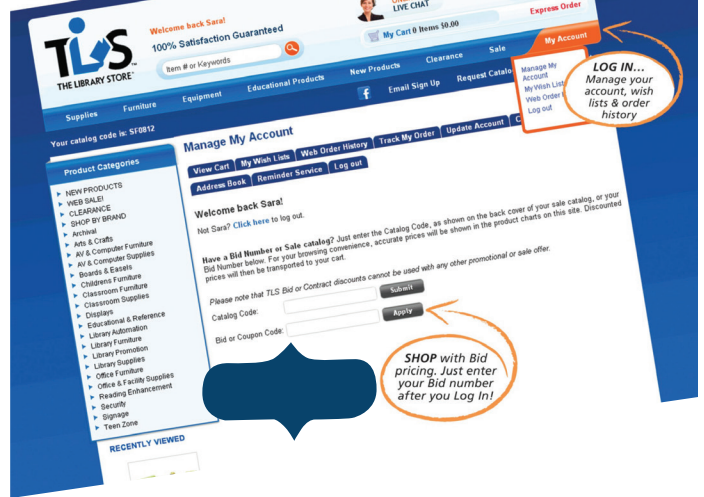 LIVE CHAT
Express Order
Welcome back Sara!
100% Satisfaction Guaranteed
My Cart 0 Items $0.00
Item # or Keywords
TLS
THE LIBRARY STORE
My Account
Supplies
Furniture
Equipment
Educational Products
New Products
Clearance
Sale
Email Sign Up
Request Catalog
Manage My
Account
My Wish List
Web Order
Log out
LOG IN...
Manage your
account, wish
lists & order
history
Your catalog code is: SF0812
Manage My Account
View Cart
My Wish Lists
Web Order History
Track My Order
Update Account
Address Book
Reminder Service
Log out
Product Categories
NEW PRODUCTS
WEB SALE!
CLEARANCE
SHOP BY BRAND
Archival
Arts & Crafts
AV & Computer Furniture
AV & Computer Supplies
Boards & Easels
Childrens Furniture
Classroom Furniture
Classroom Supplies
Displays
Educational & Reference
Library Automation
Library Furniture
Library Promotion
Library Supplies
Office Furniture
Office & Facility Supplies
Reading Enhancement
Security
Signage
Teen Zone
RECENTLY VIEWED
Welcome back Sara!
Not Sara? Click here to log out.
Have a Bid Number or Sale catalog? Just enter the Catalog Code, as shown on the back cover of your sale catalog, or your
Bid Number below. For your browsing convenience, accurate prices will be shown in the product charts on this site. Discounted
prices will then be transported to your cart.
Please note that TLS Bid or Contract discounts cannot be used with any other promotional or sale offer.
Catalog Code:
Submit
Bid or Coupon Code:
Apply
SHOP with Bid
pricing. Just enter
your Bid number
after you Log In!